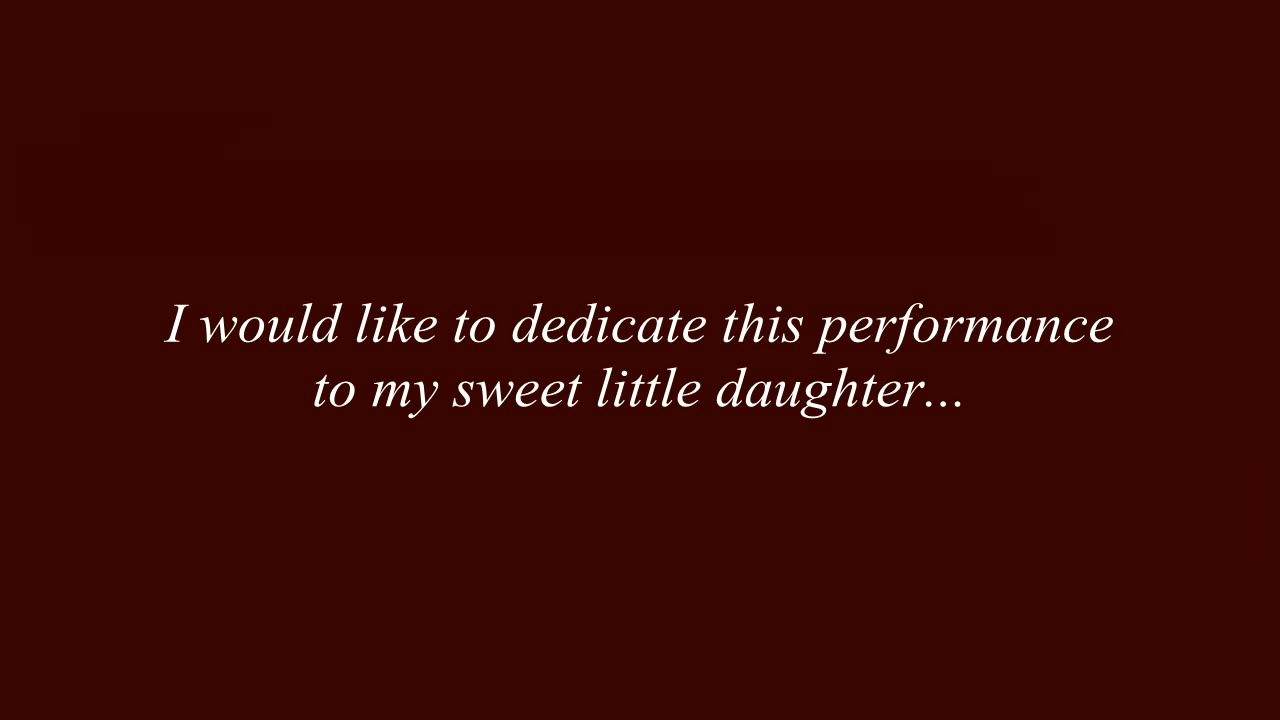 I would like to dedicate this performance
to my sweet little daughter...